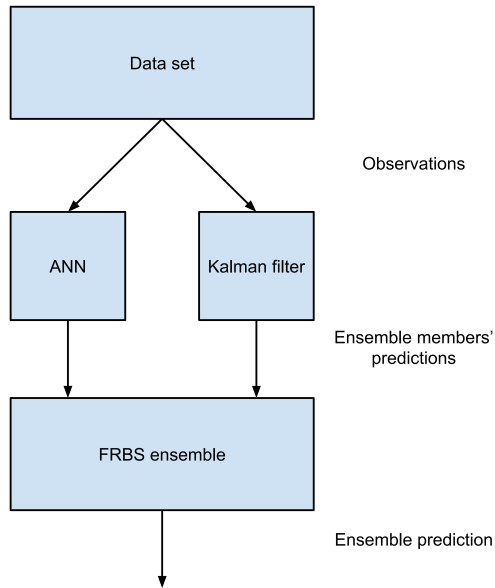 Data set
Observations
ANN
Kalman filter
Ensemble members’
predictions
FRBS ensemble
Ensemble prediction